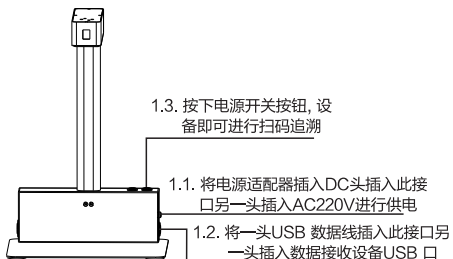 1.3. 按下电源开关按钮, 设
备即可进行扫码追溯
1.1. 将电源适配器插入DC头插入此接
口另一头插入AC220V进行供电
1.2. 将一头USB 数据线插入此接口另
一头插入数据接收设备USB 口